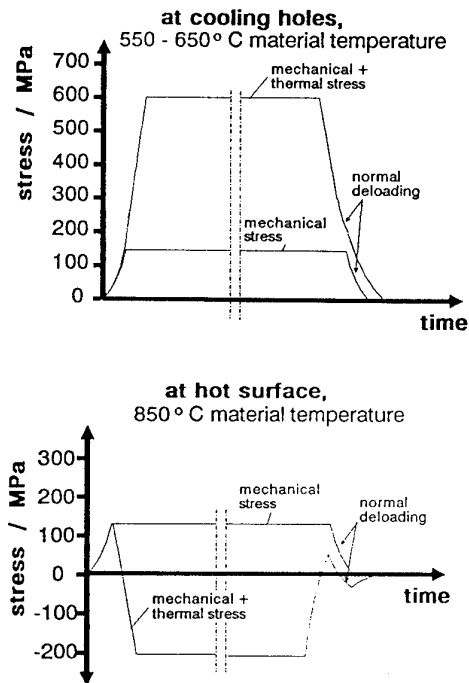 at cooling holes,
550 - 650° C material temperature
stress / MPa
700
600
500
400
300
200
100
0
mechanical +
thermal stress
normal
deloading
mechanical
stress
time
at hot surface,
850° C material temperature
stress / MPa
300
200
100
0
-100
-200
mechanical
stress
normal
deloading
time
mechanical +
thermal stress